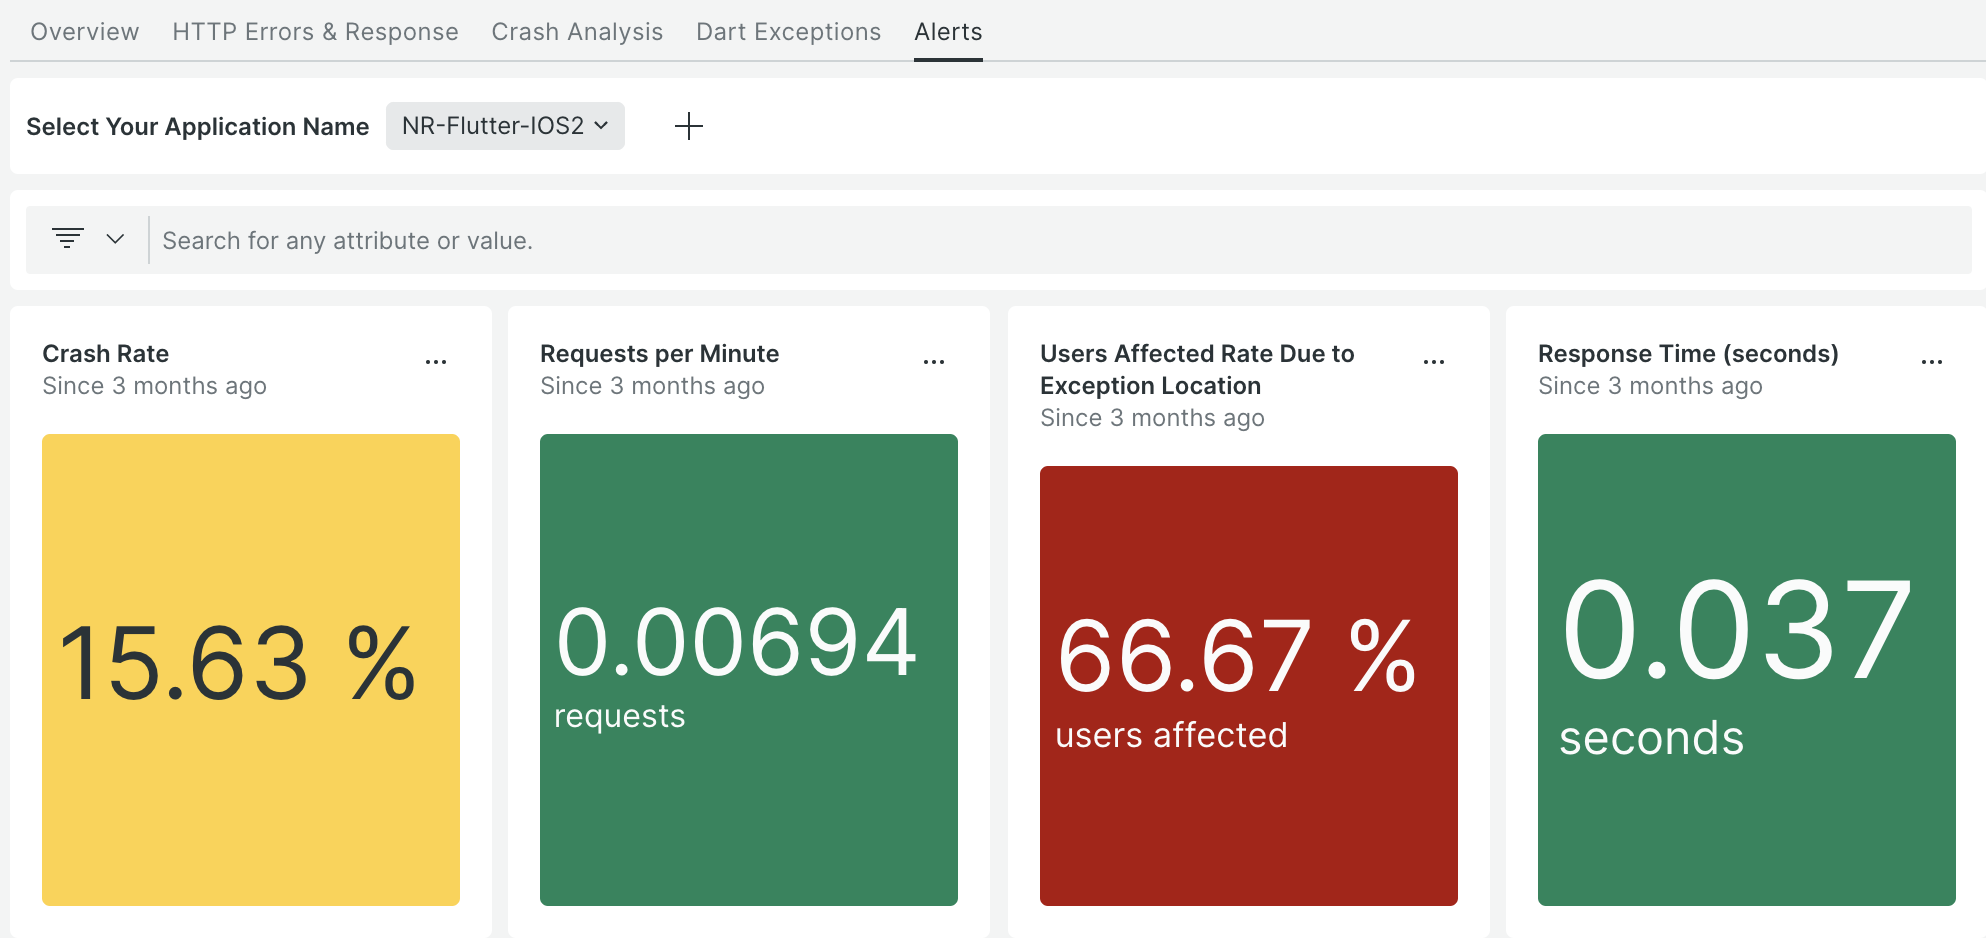 Overview HTTP Errors & Response Crash Analysis Dart Exceptions Alerts
Select Your Application Name NR-Flutter-IOS2
Search for any attribute or value.
Crash Rate
Since 3 months ago
15.63 %
Requests per Minute
Since 3 months ago
0.00694
requests
Users Affected Rate Due to
Exception Location
Since 3 months ago
66.67 %
users affected
Response Time (seconds)
Since 3 months ago
0.037
seconds